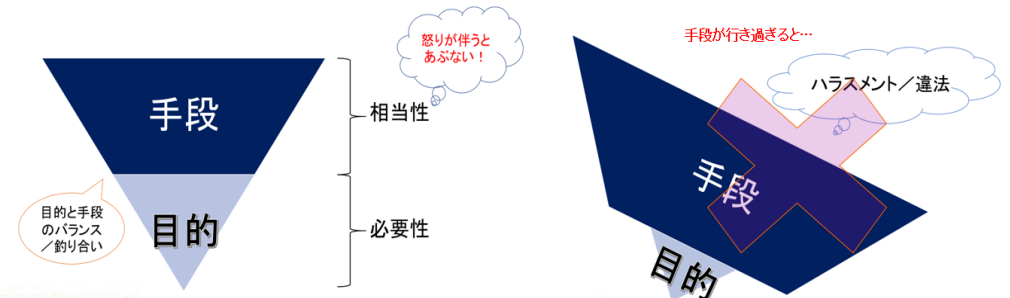 怒りが伴うと
あぶない！
手段
相当性
目的と手段
のバランス
／釣り合い
目的
必要性
手段が行き過ぎると…
ハラスメント／違法
手段
目的